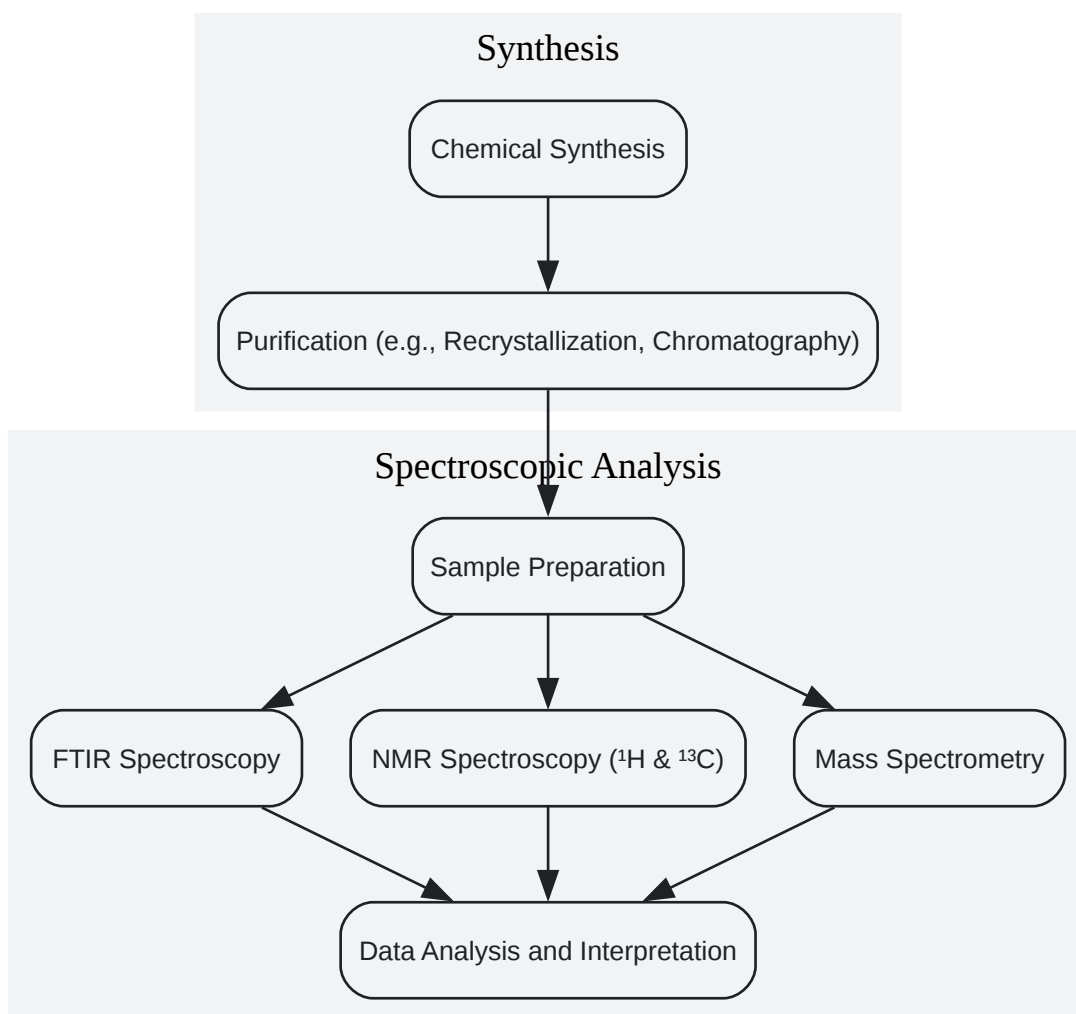 Synthesis
Chemical Synthesis
Purification (e.g., Recrystallization, Chromatography)
Spectroscopic Analysis
Sample Preparation
FTIR Spectroscopy
NMR Spectroscopy (¹H & ¹³C)
Mass Spectrometry
Data Analysis and Interpretation